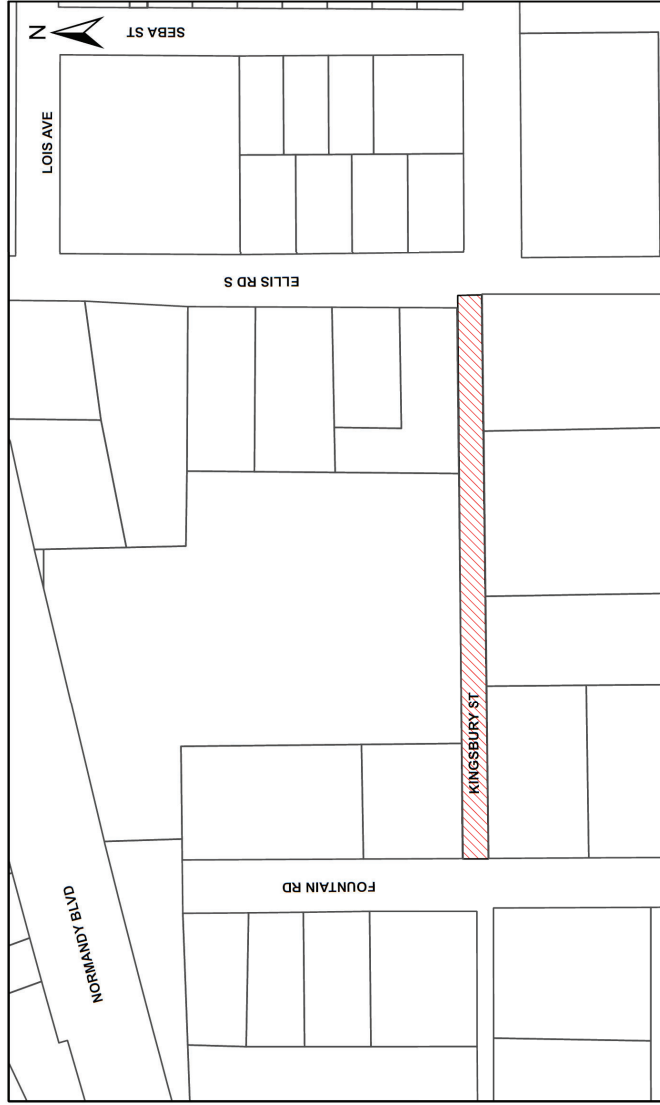 N
SEBA ST
LOIS AVE
ELLIS RD S
KINGSBURY ST
FOUNTAIN RD
NORMANDY BLVD